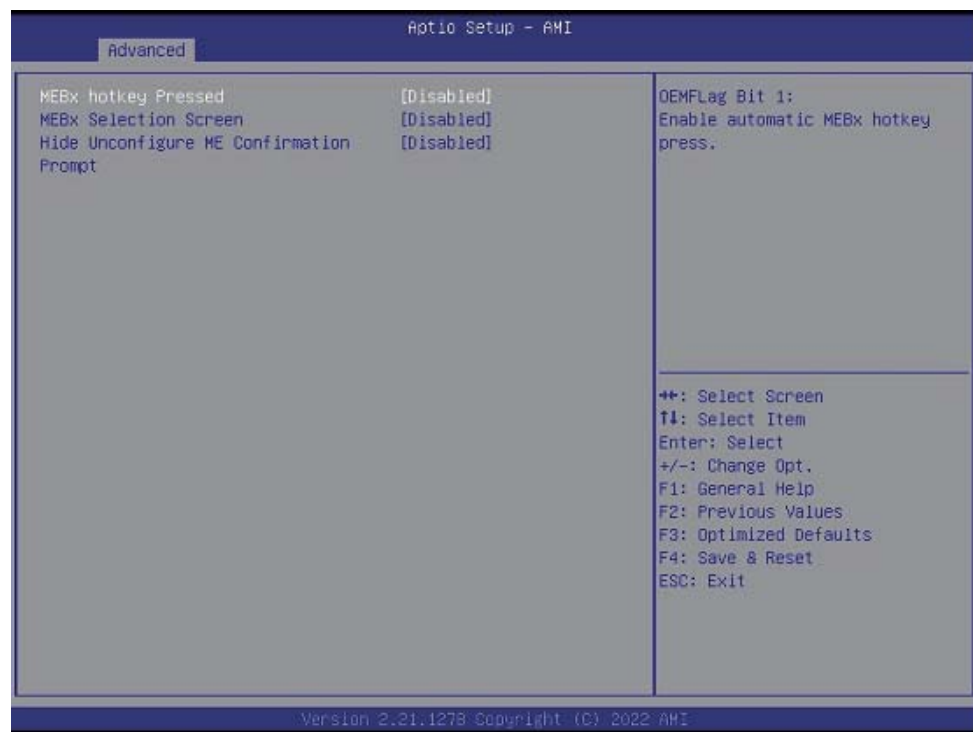 Aptio Setup - AMI
Advanced
MEBx hotkey Pressed [Disabled]
MEBx Selection Screen [Disabled]
Hide Unconfigure ME Confirmation [Disabled]
Prompt
OEMFLag Bit 1:
Enable automatic MEBx hotkey
press.
→←: Select Screen
↑↓: Select Item
Enter: Select
+/-: Change Opt.
F1: General Help
F2: Previous Values
F3: Optimized Defaults
F4: Save & Reset
ESC: Exit
Version 2.21.1278 Copyright (C) 2022 AMI